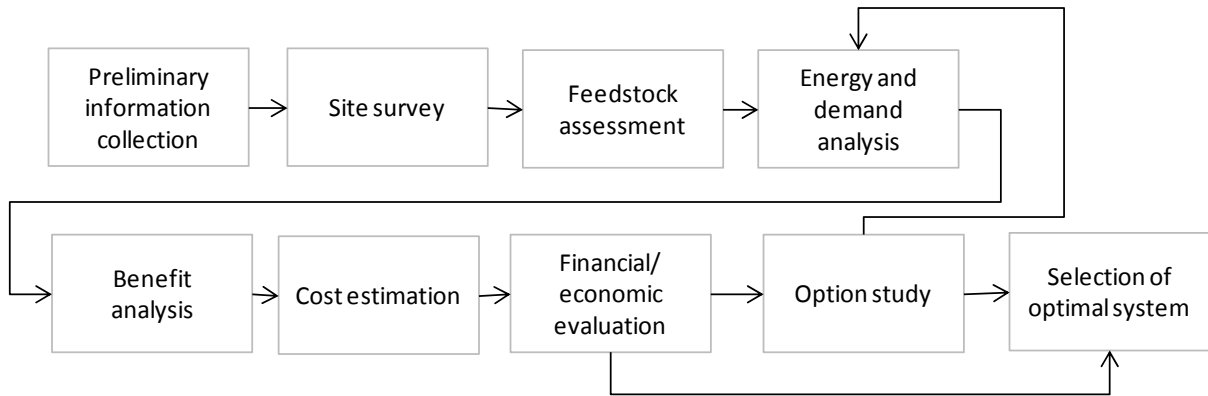 Preliminary
information
collection
Site survey
Feedstock
assessment
Energy and
demand
analysis
Benefit
analysis
Cost estimation
Financial/
economic
evaluation
Option study
Selection of
optimal system